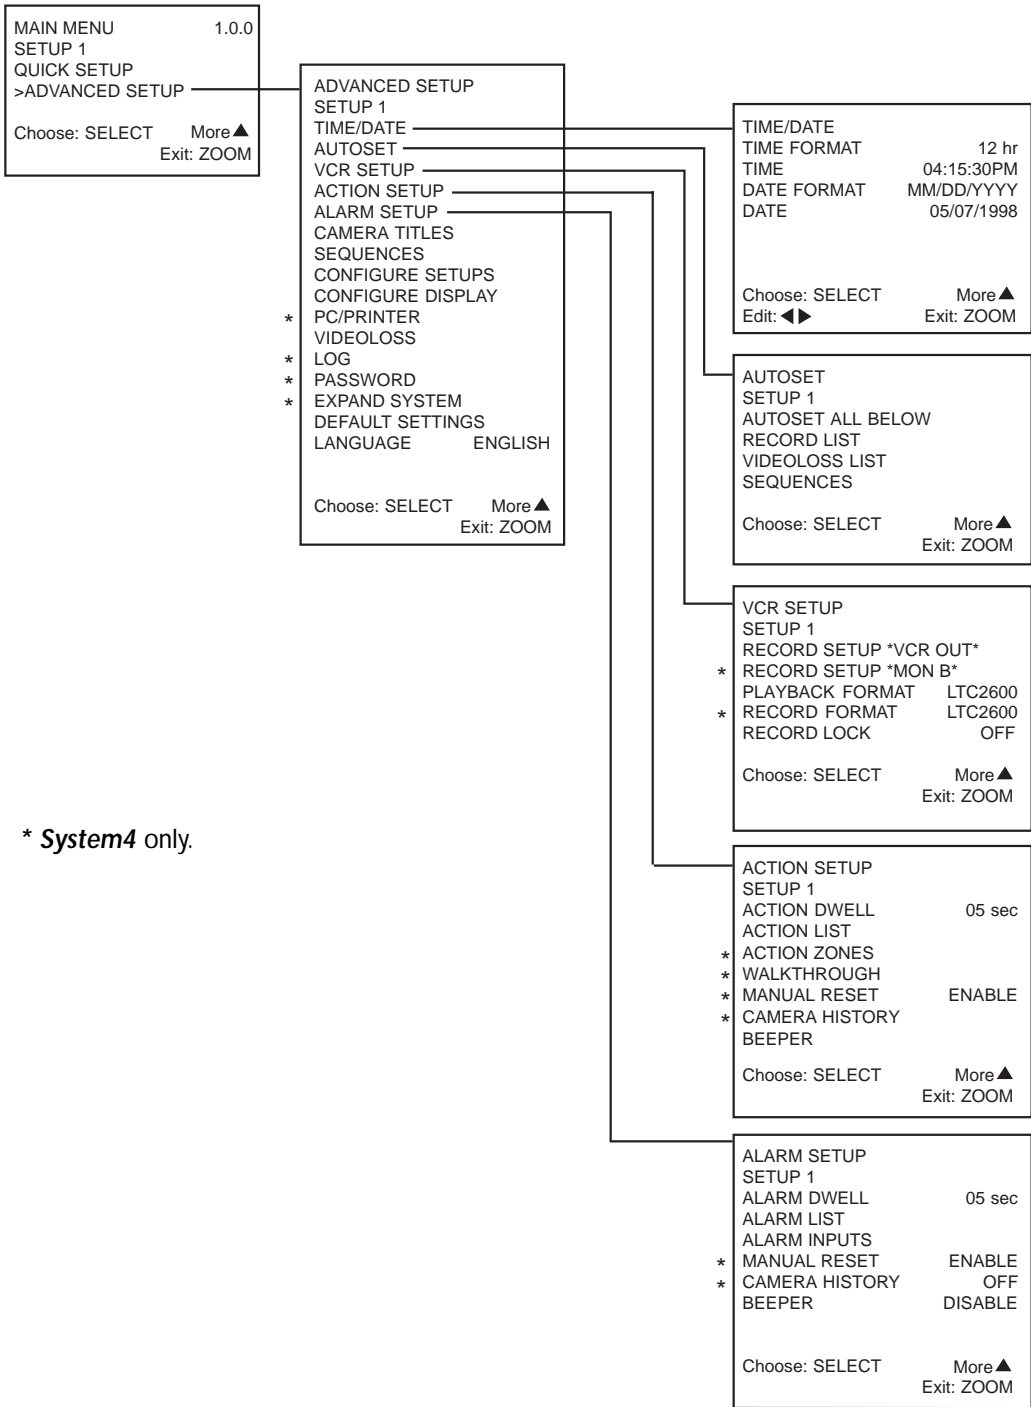 MAIN MENU 1.0.0
SETUP 1
QUICK SETUP
>ADVANCED SETUP
Choose: SELECT More▲
Exit: ZOOM
ADVANCED SETUP
SETUP 1
TIME/DATE
AUTOSET
VCR SETUP
ACTION SETUP
ALARM SETUP
CAMERA TITLES
SEQUENCES
CONFIGURE SETUPS
CONFIGURE DISPLAY
* PC/PRINTER
VIDEOLOSS
* LOG
* PASSWORD
* EXPAND SYSTEM
DEFAULT SETTINGS
LANGUAGE ENGLISH
Choose: SELECT More▲
Exit: ZOOM
TIME/DATE
TIME FORMAT 12 hr
TIME 04:15:30PM
DATE FORMAT MM/DD/YYYY
DATE 05/07/1998
Choose: SELECT More▲
Edit: ◀▶ Exit: ZOOM
AUTOSET
SETUP 1
AUTOSET ALL BELOW
RECORD LIST
VIDEOLOSS LIST
SEQUENCES
Choose: SELECT More▲
Exit: ZOOM
VCR SETUP
SETUP 1
RECORD SETUP *VCR OUT*
* RECORD SETUP *MON B*
PLAYBACK FORMAT LTC2600
* RECORD FORMAT LTC2600
RECORD LOCK OFF
Choose: SELECT More▲
Exit: ZOOM
* System4 only.
ACTION SETUP
SETUP 1
ACTION DWELL 05 sec
ACTION LIST
* ACTION ZONES
* WALKTHROUGH
* MANUAL RESET ENABLE
* CAMERA HISTORY
BEEPER
Choose: SELECT More▲
Exit: ZOOM
ALARM SETUP
SETUP 1
ALARM DWELL 05 sec
ALARM LIST
ALARM INPUTS
* MANUAL RESET ENABLE
* CAMERA HISTORY OFF
BEEPER DISABLE
Choose: SELECT More▲
Exit: ZOOM